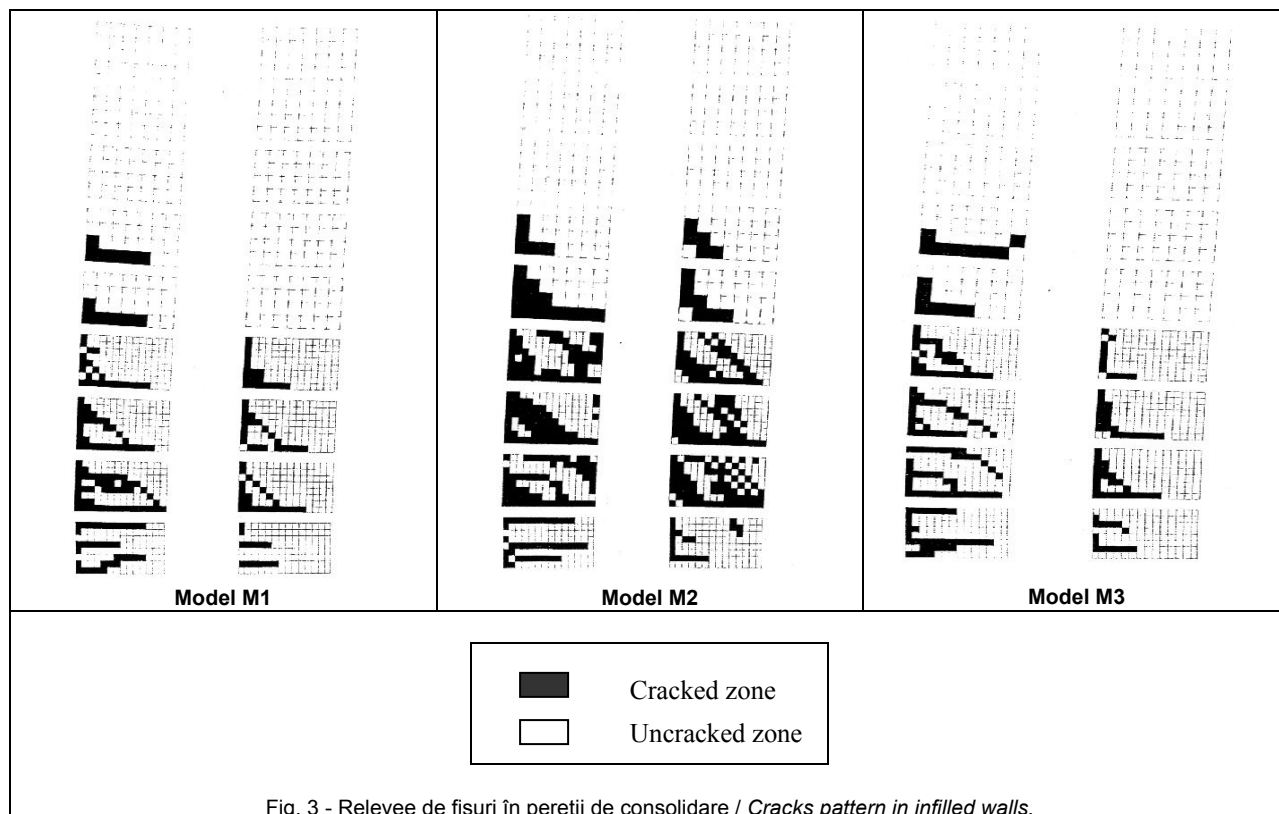 Model M1
Model M2
Model M3
Cracked zone
Uncracked zone
Fig. 3 - Relevee de fisuri în pereţii de consolidare / Cracks pattern in infilled walls.